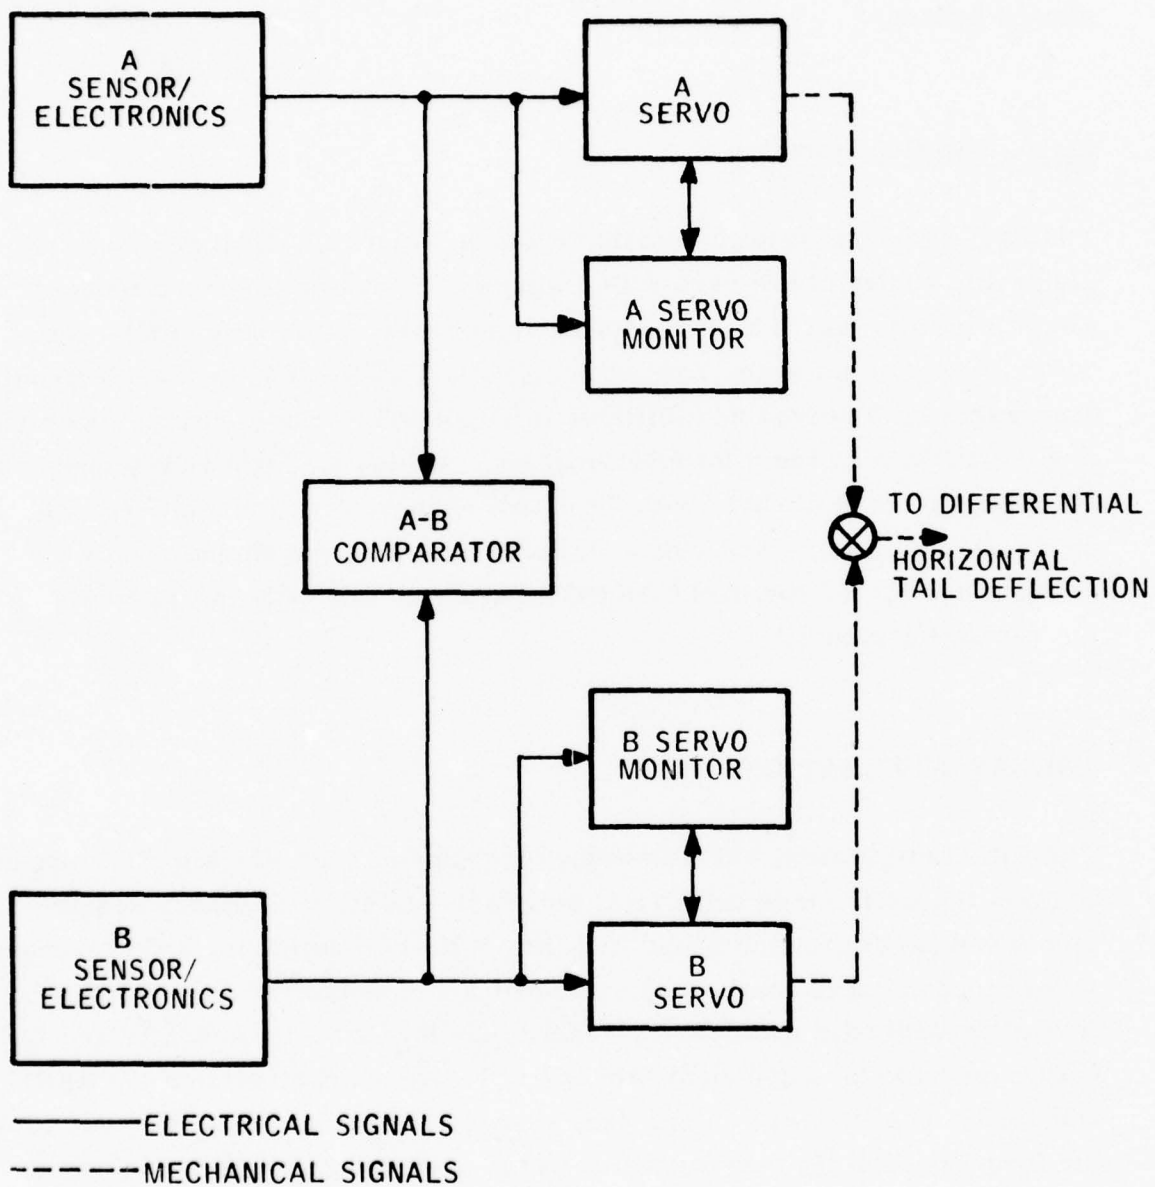 A
SENSOR/
ELECTRONICS
A
SERVO
A SERVO
MONITOR
A-B
COMPARATOR
TO DIFFERENTIAL
HORIZONTAL
TAIL DEFLECTION
B SERVO
MONITOR
B
SENSOR/
ELECTRONICS
B
SERVO
ELECTRICAL SIGNALS
MECHANICAL SIGNALS